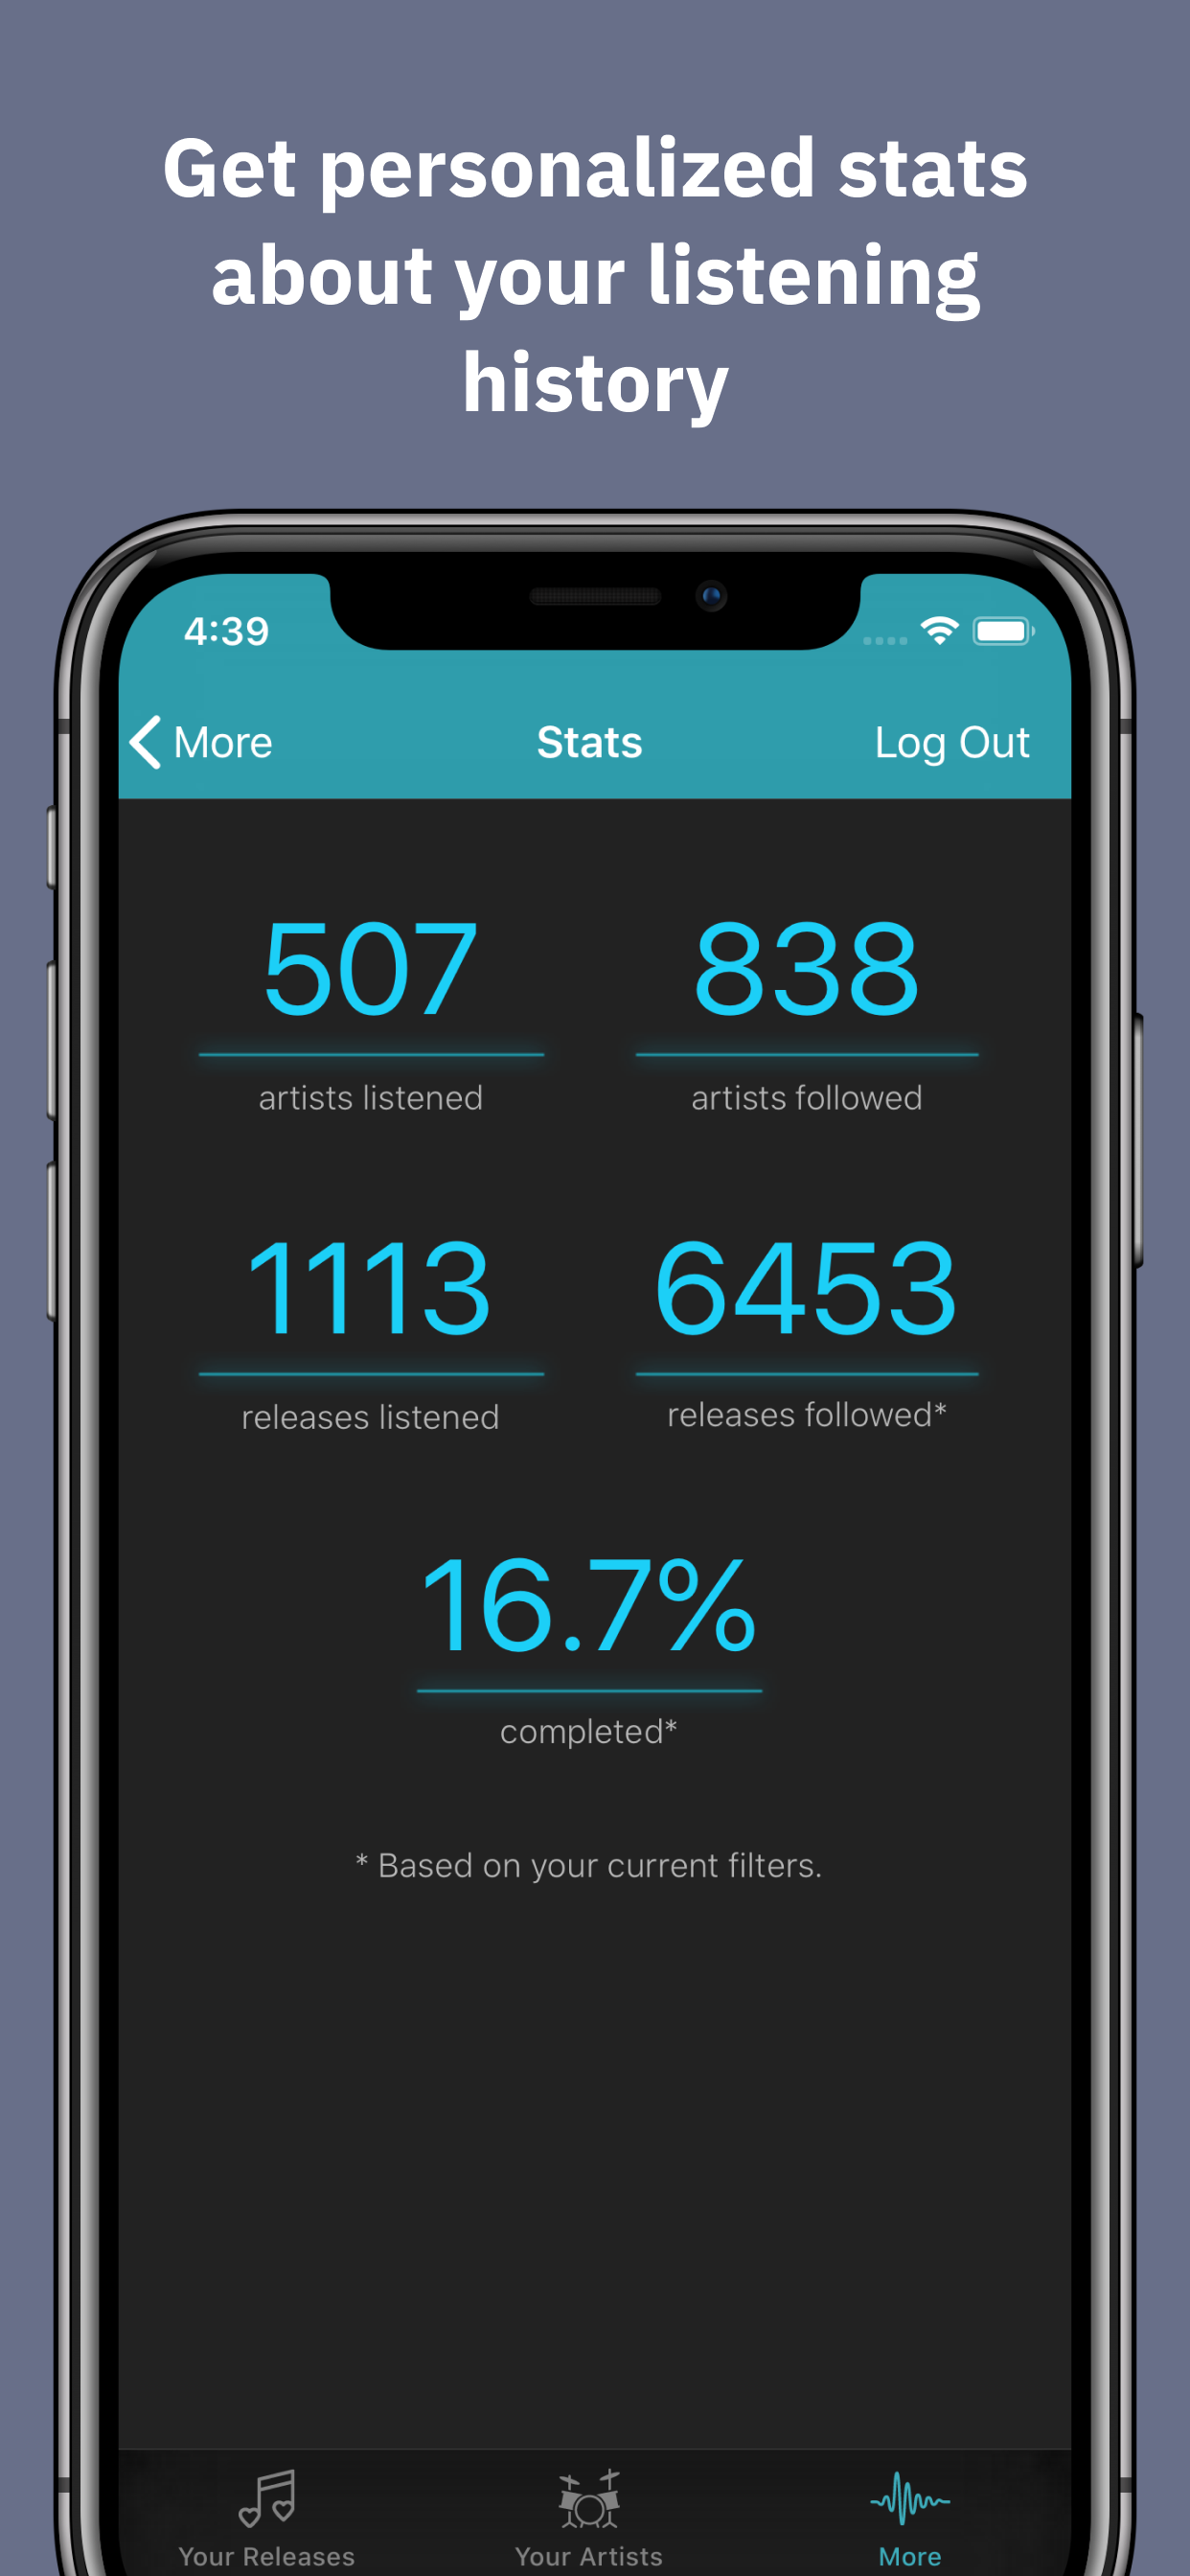 Get personalized stats
about your listening
history
4:39
More Stats Log Out
507 838
artists listened artists followed
1113 6453
releases listened releases followed*
16.7%
completed*
* Based on your current filters.
Your Releases Your Artists More